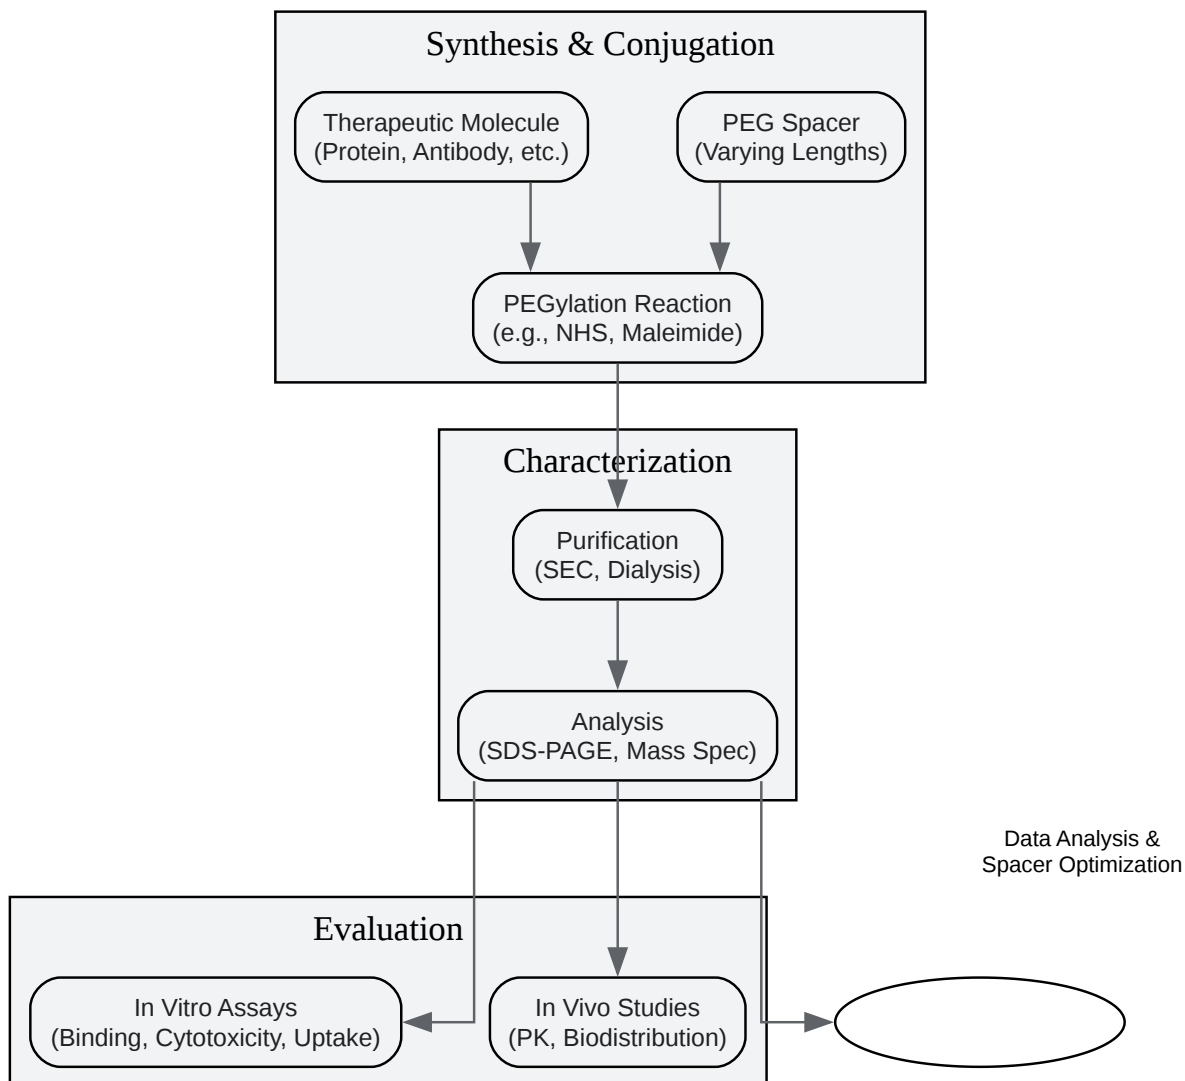 Synthesis & Conjugation
Therapeutic Molecule
(Protein, Antibody, etc.)
PEG Spacer
(Varying Lengths)
PEGylation Reaction
(e.g., NHS, Maleimide)
Characterization
Purification
(SEC, Dialysis)
Analysis
(SDS-PAGE, Mass Spec)
Data Analysis &
Spacer Optimization
Evaluation
In Vitro Assays
(Binding, Cytotoxicity, Uptake)
In Vivo Studies
(PK, Biodistribution)